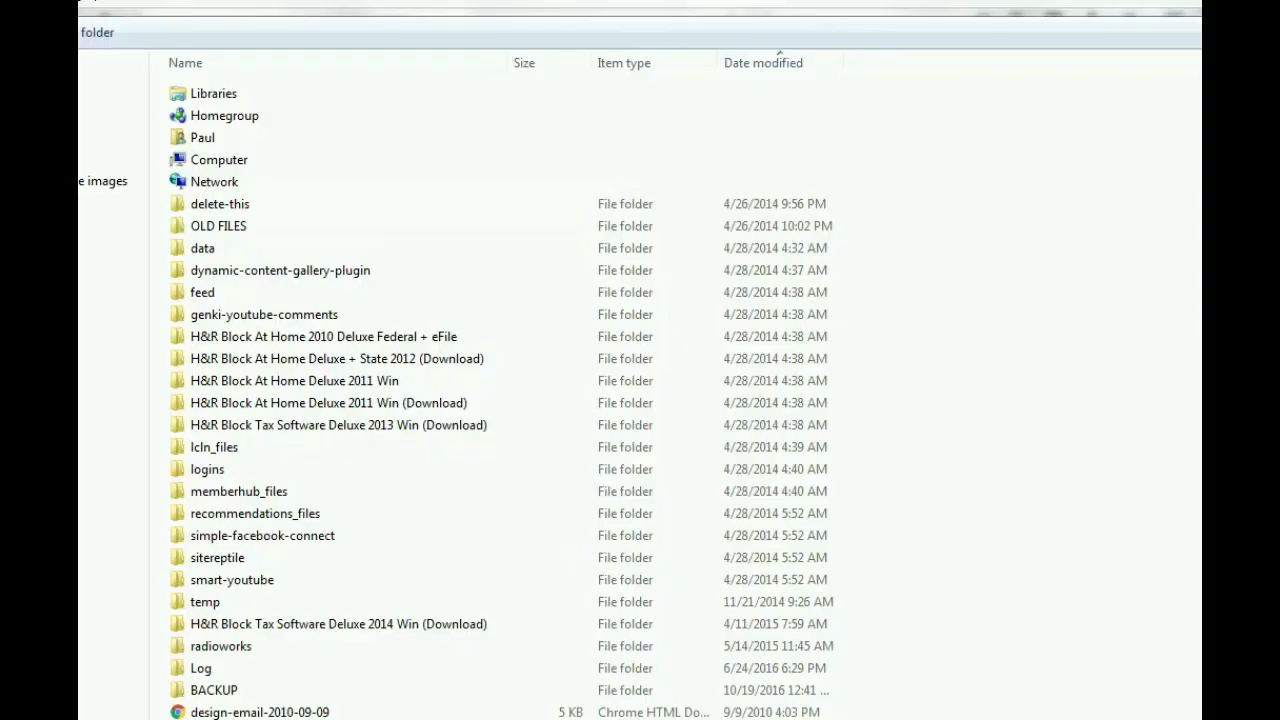 folder
Name Size Item type Date modified
Libraries
Homegroup
Paul
Computer
e images Network
delete-this File folder 4/26/2014 9:56 PM
OLD FILES File folder 4/26/2014 10:02 PM
data File folder 4/28/2014 4:32 AM
dynamic-content-gallery-plugin File folder 4/28/2014 4:37 AM
feed File folder 4/28/2014 4:38 AM
genki-youtube-comments File folder 4/28/2014 4:38 AM
H&R Block At Home 2010 Deluxe Federal + eFile File folder 4/28/2014 4:38 AM
H&R Block At Home Deluxe + State 2012 (Download) File folder 4/28/2014 4:38 AM
H&R Block At Home Deluxe 2011 Win File folder 4/28/2014 4:38 AM
H&R Block At Home Deluxe 2011 Win (Download) File folder 4/28/2014 4:38 AM
H&R Block Tax Software Deluxe 2013 Win (Download) File folder 4/28/2014 4:38 AM
lcln_files File folder 4/28/2014 4:39 AM
logins File folder 4/28/2014 4:40 AM
memberhub_files File folder 4/28/2014 4:40 AM
recommendations_files File folder 4/28/2014 5:52 AM
simple-facebook-connect File folder 4/28/2014 5:52 AM
sitereptile File folder 4/28/2014 5:52 AM
smart-youtube File folder 4/28/2014 5:52 AM
temp File folder 11/21/2014 9:26 AM
H&R Block Tax Software Deluxe 2014 Win (Download) File folder 4/11/2015 7:59 AM
radioworks File folder 5/14/2015 11:45 AM
Log File folder 6/24/2016 6:29 PM
BACKUP File folder 10/19/2016 12:41 ...
design-email-2010-09-09 5 KB Chrome HTML Do... 9/9/2010 4:03 PM